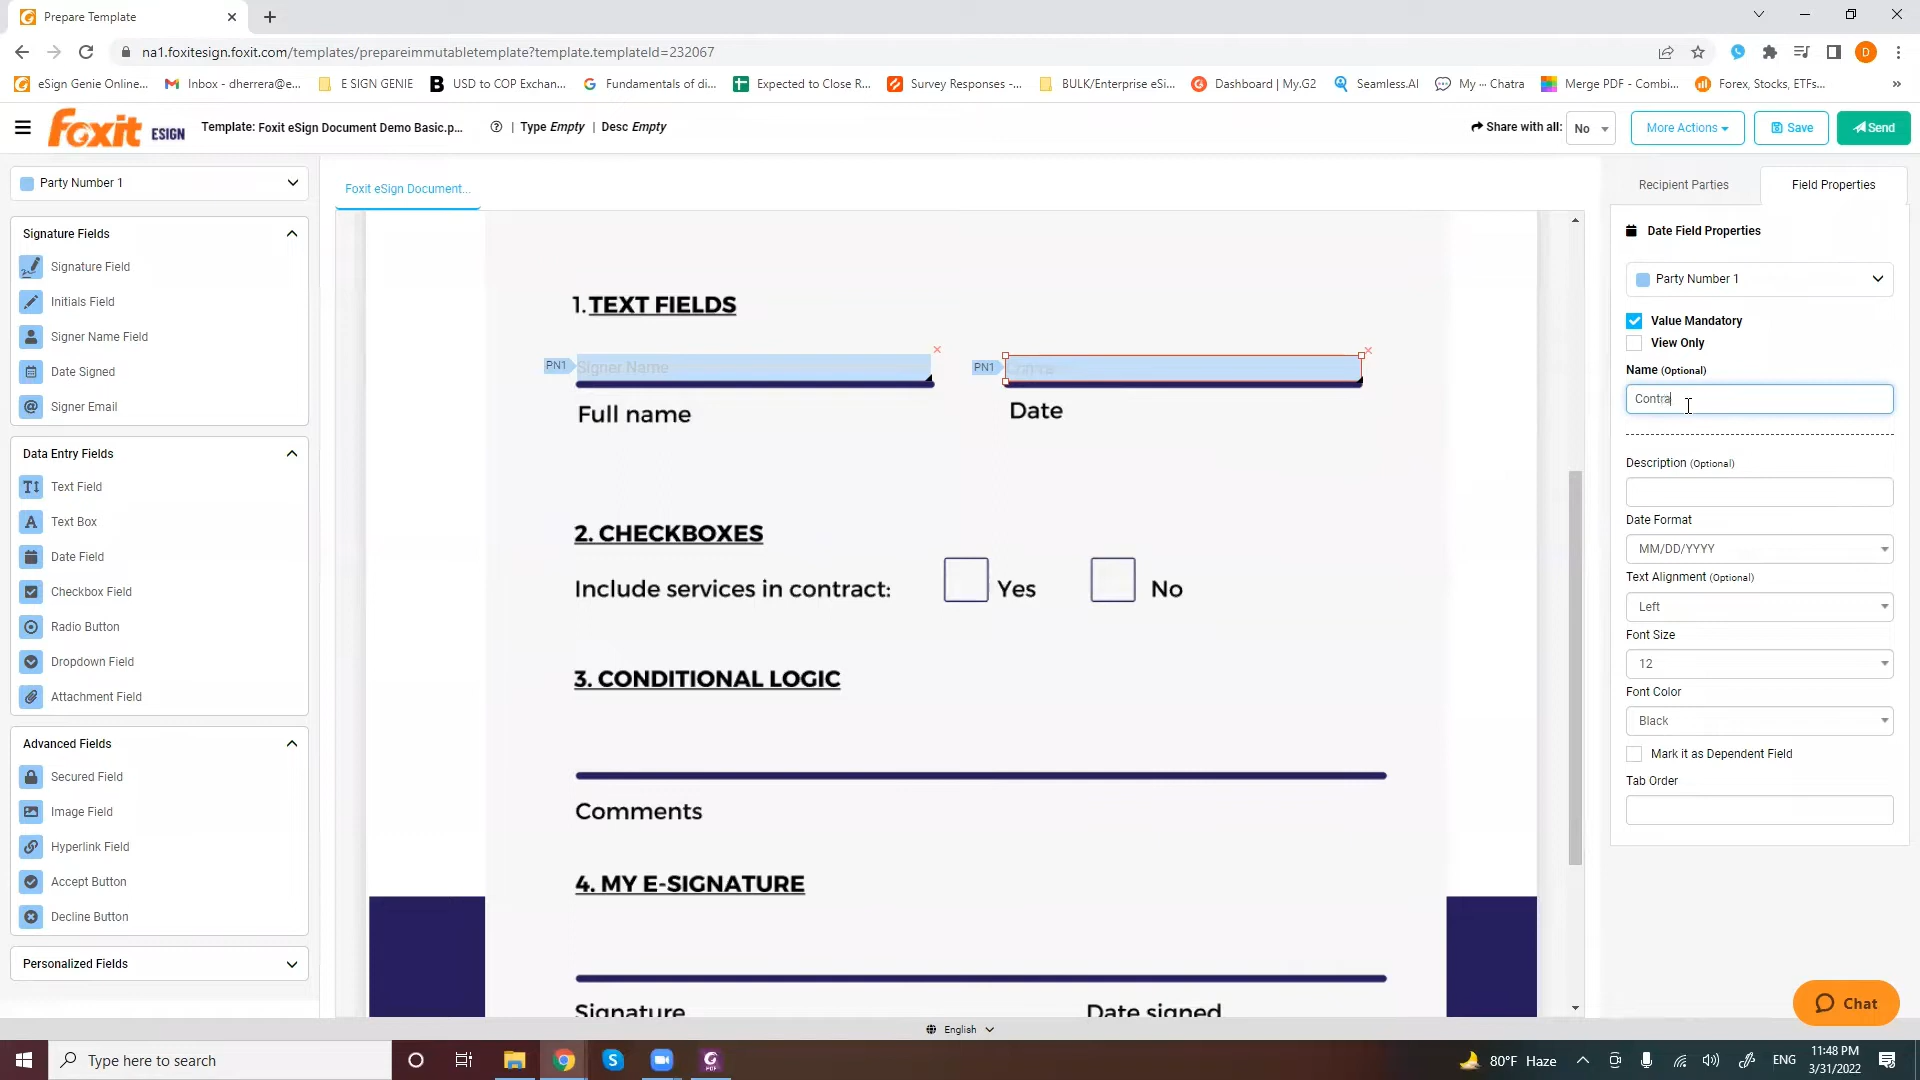 Prepare Template
na1.foxitesign.foxit.com/templates/prepareimmutabletemplate?template.templateId=232067
D
eSign Genie Online...
Inbox - dherrera@e...
E SIGN GENIE
USD to COP Exchan...
Fundamentals of di...
Expected to Close R...
Survey Responses -...
BULK/Enterprise eSi...
Dashboard | My.G2
Seamless.AI
My ·· Chatra
Merge PDF - Combi...
Forex, Stocks, ETFs...
»
Foxit ESIGN
Template: Foxit eSign Document Demo Basic.p...
| Type Empty | Desc Empty
Share with all: No
More Actions
Save
Send
Party Number 1
Signature Fields
Signature Field
Initials Field
Signer Name Field
Date Signed
Signer Email
Data Entry Fields
Text Field
Text Box
Date Field
Checkbox Field
Radio Button
Dropdown Field
Attachment Field
Advanced Fields
Secured Field
Image Field
Hyperlink Field
Accept Button
Decline Button
Personalized Fields
Foxit eSign Document...
1. TEXT FIELDS
PN1 Signer Name
PN1
Full name
Date
2. CHECKBOXES
Include services in contract: Yes No
3. CONDITIONAL LOGIC
Comments
4. MY E-SIGNATURE
Signature
Date signed
Recipient Parties
Field Properties
Date Field Properties
Party Number 1
Value Mandatory
View Only
Name (Optional)
Contra
Description (Optional)
Date Format
MM/DD/YYYY
Text Alignment (Optional)
Left
Font Size
12
Font Color
Black
Mark it as Dependent Field
Tab Order
Chat
English
Type here to search
80°F Haze
ENG
11:48 PM
3/31/2022